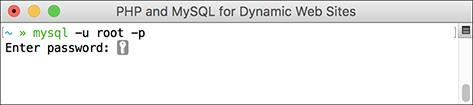 PHP and MySQL for Dynamic Web Sites
[~ » mysql -u root -p ]
Enter password: